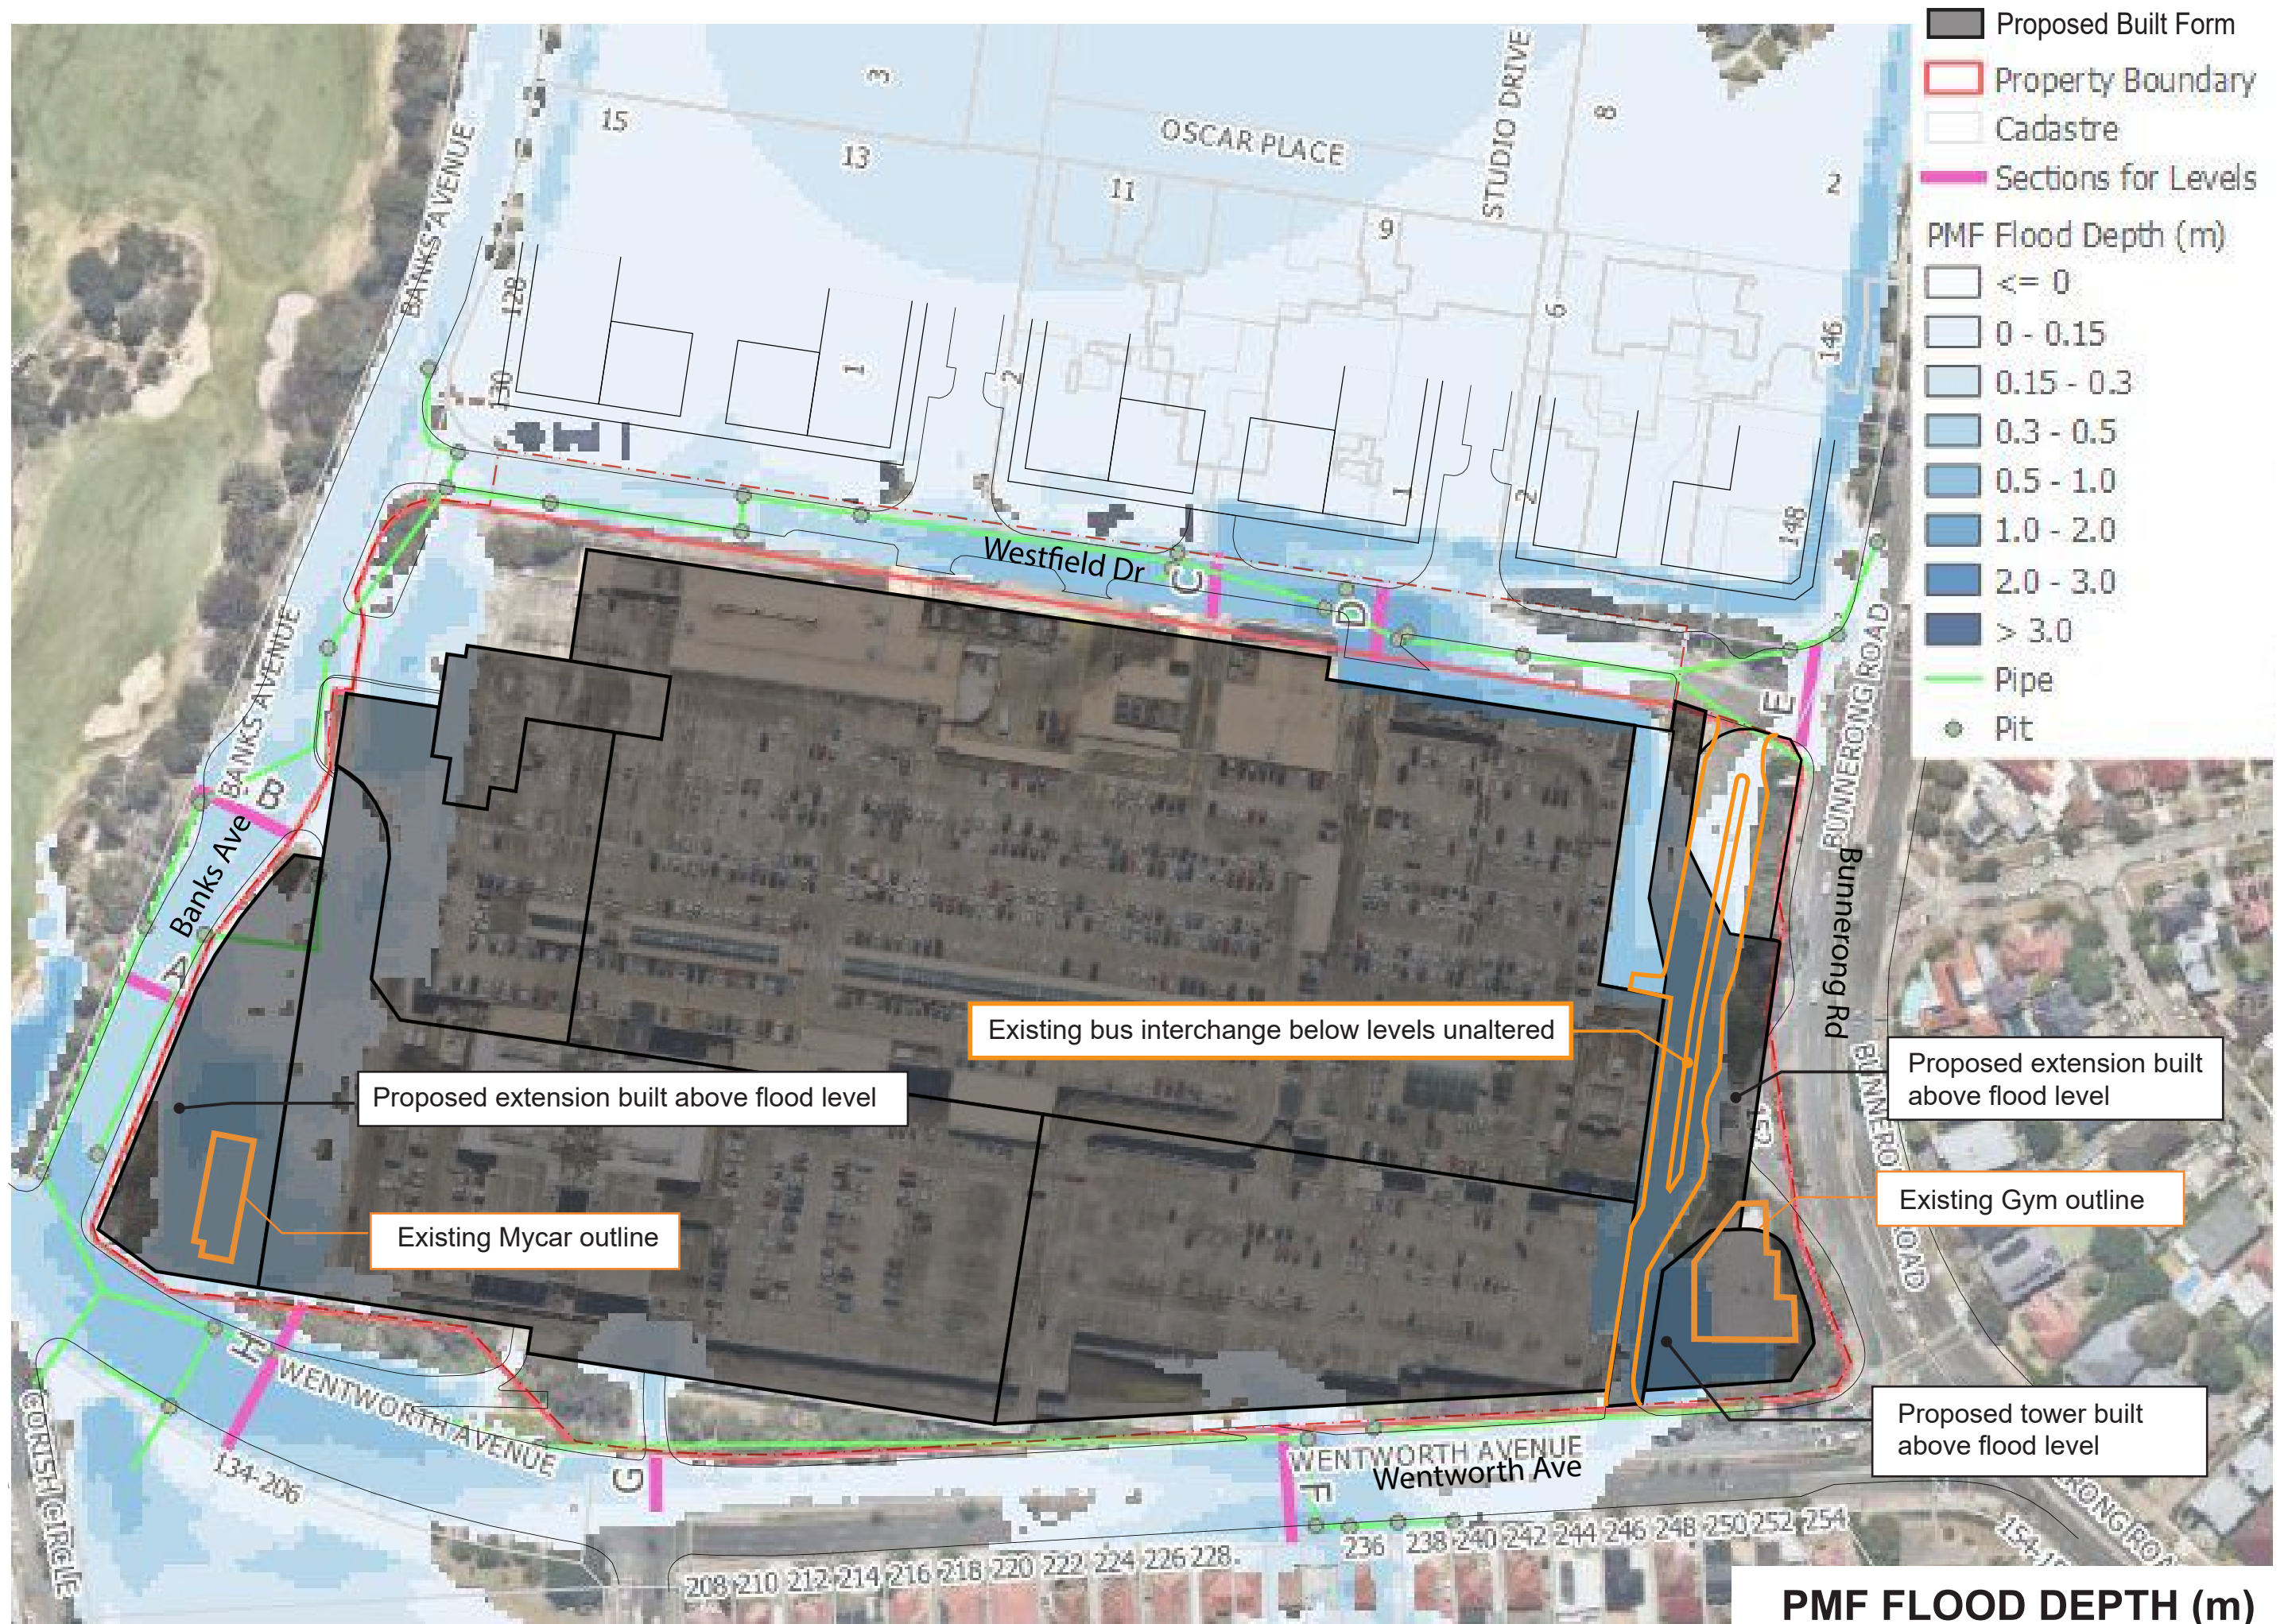 Proposed Built Form
Property Boundary
Cadastre
Sections for Levels
PMF Flood Depth (m)
<= 0
0 - 0.15
0.15 - 0.3
0.3 - 0.5
0.5 - 1.0
1.0 - 2.0
2.0 - 3.0
> 3.0
Pipe
Pit
3
15
13
11
OSCAR PLACE
9
STUDIO DRIVE
8
2
6
146
BANKS AVENUE
128
130
1
2
1
2
148
Westfield Dr
C
D
E
BUNNERONG ROAD
BANKS AVENUE
BANKS AVENUE
B
Banks Ave
A
Bunnerong Rd
Existing bus interchange below levels unaltered
Proposed extension built
above flood level
Proposed extension built above flood level
Existing Gym outline
Existing Mycar outline
Proposed tower built
above flood level
H
WENTWORTH AVENUE
134-206
CORISH CIRCLE
G
F
WENTWORTH AVENUE
Wentworth Ave
208 210 212 214 216 218 220 222 224 226 228
236 238 240 242 244 246 248 250 252 254
PMF FLOOD DEPTH (m)